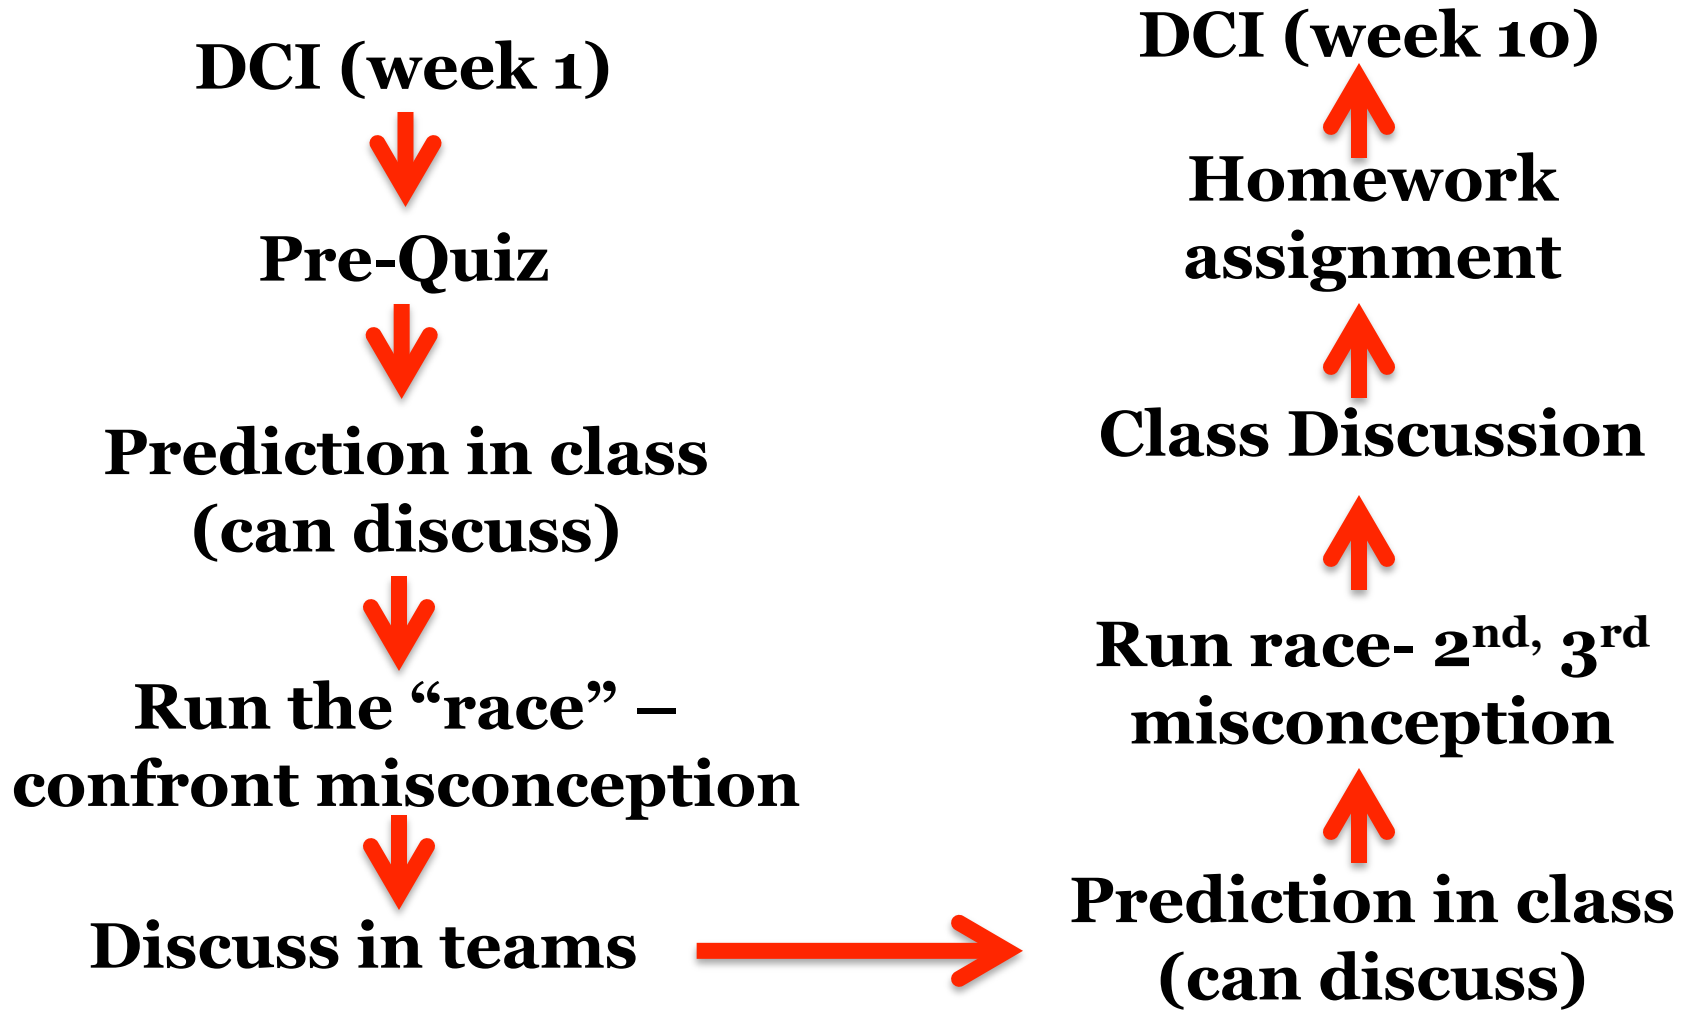 DCI (week 1)
Pre-Quiz
Prediction in class
(can discuss)
Run the “race” –
confront misconception
Discuss in teams
Prediction in class
(can discuss)
Run race- 2nd, 3rd
misconception
Class Discussion
Homework
assignment
DCI (week 10)